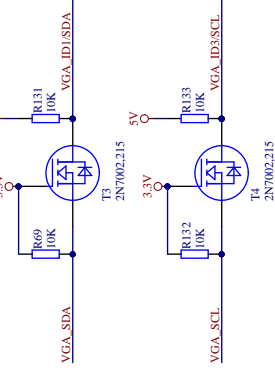 VGA_ID1/SDA
R131
10K
T3
2N7002,215
R69
10K
VGA_SDA
VGA_ID3/SCL
R133
10K
5V
3.3V
T4
2N7002,215
R132
10K
VGA_SCL